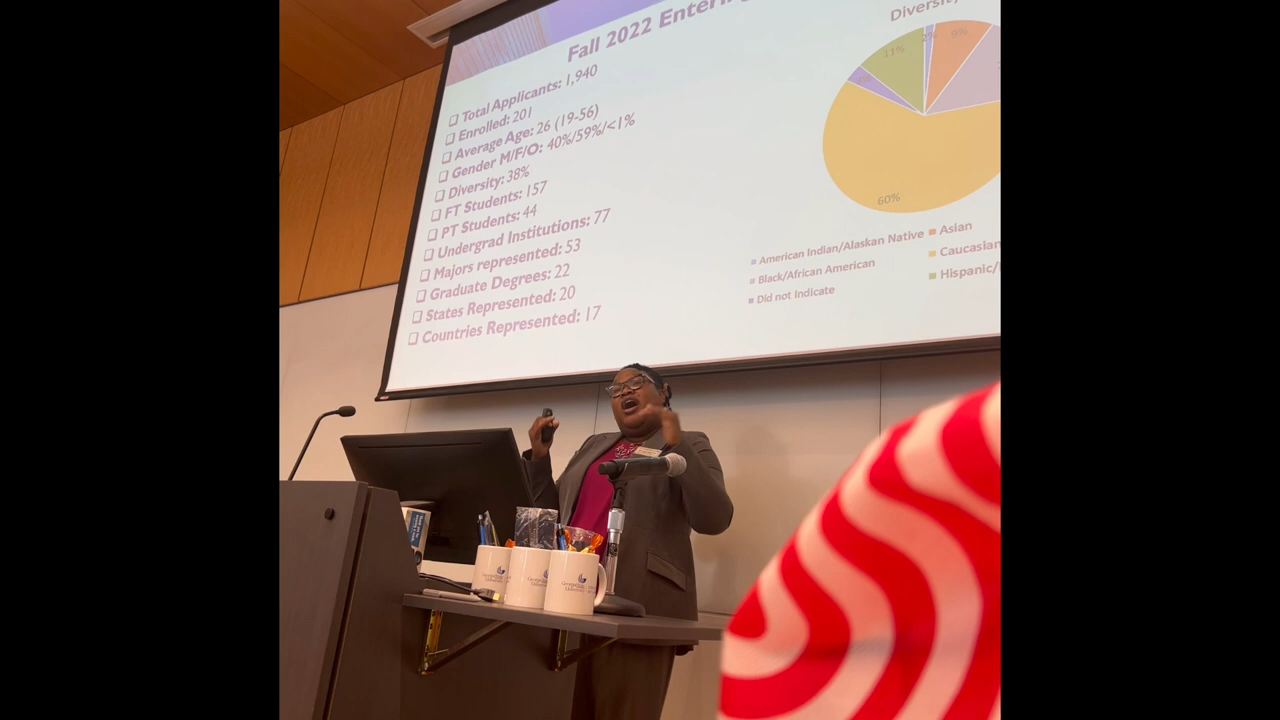 Fall 2022 Entering
Total Applicants: 1,940
Enrolled: 201
Average Age: 26 (19-56)
Gender M/F/O: 40%/59%/<1%
Diversity: 38%
FT Students: 157
PT Students: 44
Undergrad Institutions: 77
Majors represented: 53
Graduate Degrees: 22
States Represented: 20
Countries Represented: 17
Diversity
11%
2%
9%
60%
American Indian/Alaskan Native
Asian
Black/African American
Caucasian
Did not Indicate
Hispanic/